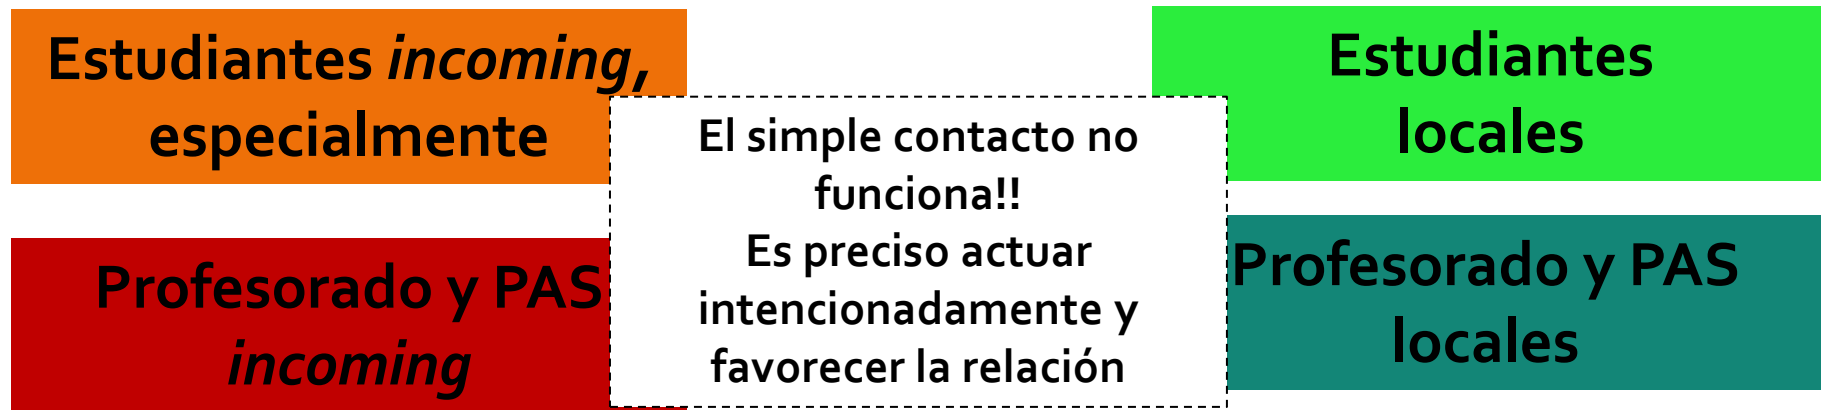 Estudiantes incoming,
especialmente
Profesorado y PAS
incoming
El simple contacto no
funciona!!
Es preciso actuar
intencionadamente y
favorecer la relación
Estudiantes
locales
Profesorado y PAS
locales